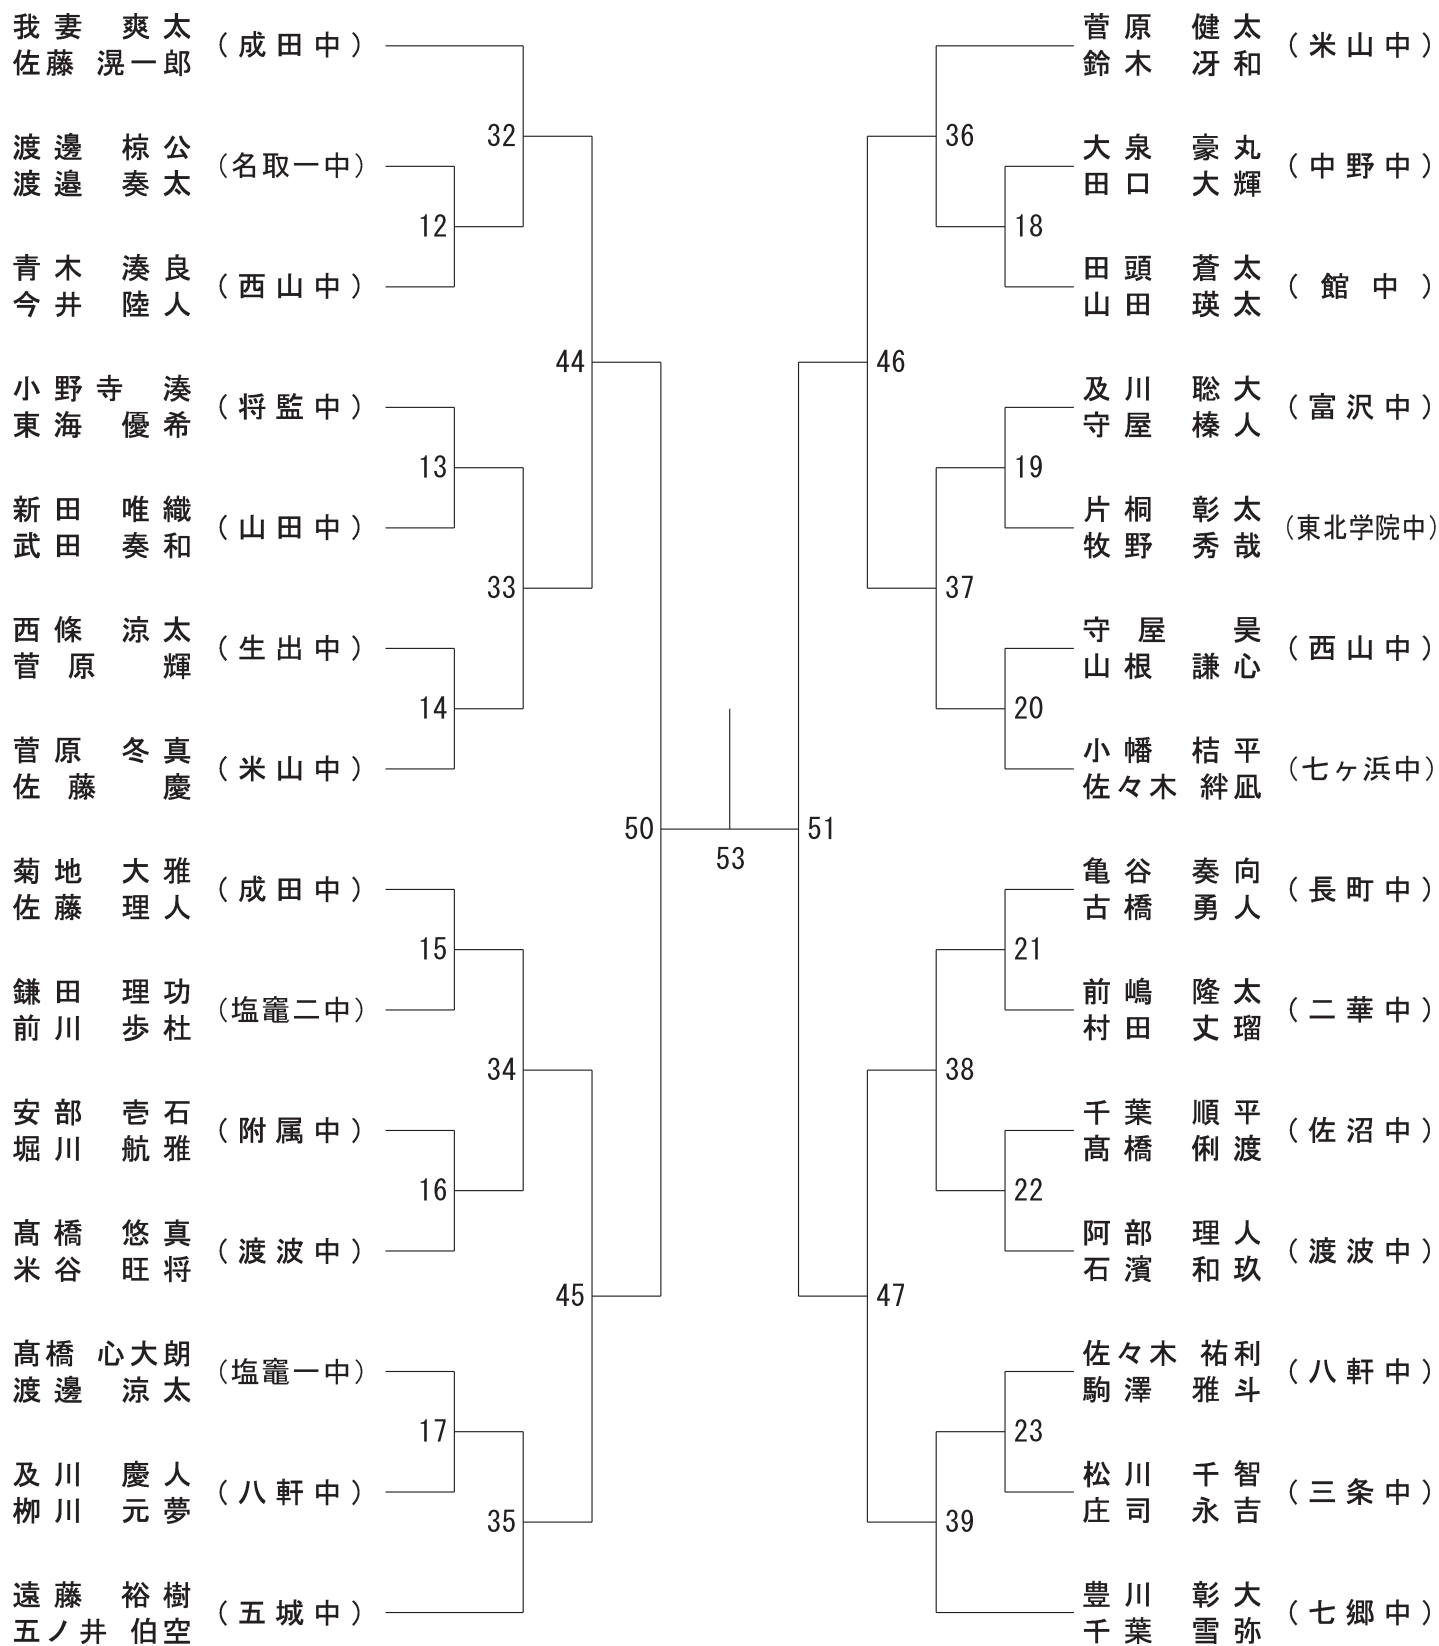 我妻 爽太
佐藤 滉一郎
(成田中)
渡邊 椋公
渡邉 奏太
(名取一中)
青木 湊良
今井 陸人
(西山中)
小野寺 湊
東海 優希
(将監中)
新田 唯織
武田 奏和
(山田中)
西條 涼太
菅原 輝
(生出中)
菅原 冬真
佐藤 慶
(米山中)
菊地 大雅
佐藤 理人
(成田中)
鎌田 理功
前川 歩杜
(塩竈二中)
安部 壱石
堀川 航雅
(附属中)
髙橋 悠真
米谷 旺将
(渡波中)
髙橋 心大朗
渡邊 涼太
(塩竈一中)
及川 慶人
栁川 元夢
(八軒中)
遠藤 裕樹
五ノ井 伯空
(五城中)
32
12
44
13
33
14
50
15
34
16
45
17
35
53
51
36
18
46
19
37
20
21
38
22
47
23
39
菅原 健太
鈴木 冴和
(米山中)
大泉 豪丸
田口 大輝
(中野中)
田頭 蒼太
山田 瑛太
(館中)
及川 聡大
守屋 榛人
(富沢中)
片桐 彰太
牧野 秀哉
(東北学院中)
守屋 昊
山根 謙心
(西山中)
小幡 桔平
佐々木 絆凪
(七ヶ浜中)
亀谷 奏向
古橋 勇人
(長町中)
前嶋 隆太
村田 丈瑠
(二華中)
千葉 順平
髙橋 俐渡
(佐沼中)
阿部 理人
石濱 和玖
(渡波中)
佐々木 祐利
駒澤 雅斗
(八軒中)
松川 千智
庄司 永吉
(三条中)
豊川 彰大
千葉 雪弥
(七郷中)